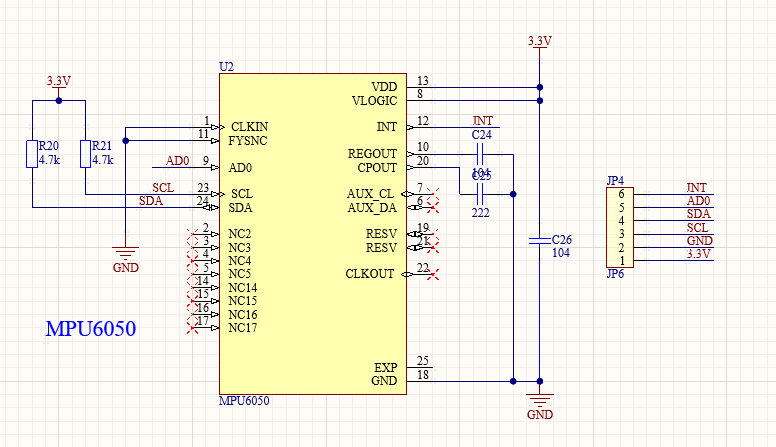 3.3V
U2
3.3V
VDD 13
VLOGIC 8
1 CLKIN
INT 12 INT
R20 4.7k
R21 4.7k
11 FYSNC
C24
104
REGOUT 10
AD0 9 AD0
CPOUT 20
C25
222
SCL 23 SCL
AUX_CL 7
SDA 24 SDA
AUX_DA 6
2 NC2
RESV 19
3 NC3
RESV 21
4 NC4
5 NC5
CLKOUT 22
14 NC14
15 NC15
16 NC16
17 NC17
GND
C26
104
JP4
6 INT
5 AD0
4 SDA
3 SCL
2 GND
1 3.3V
JP6
MPU6050
EXP 25
GND 18
MPU6050
GND